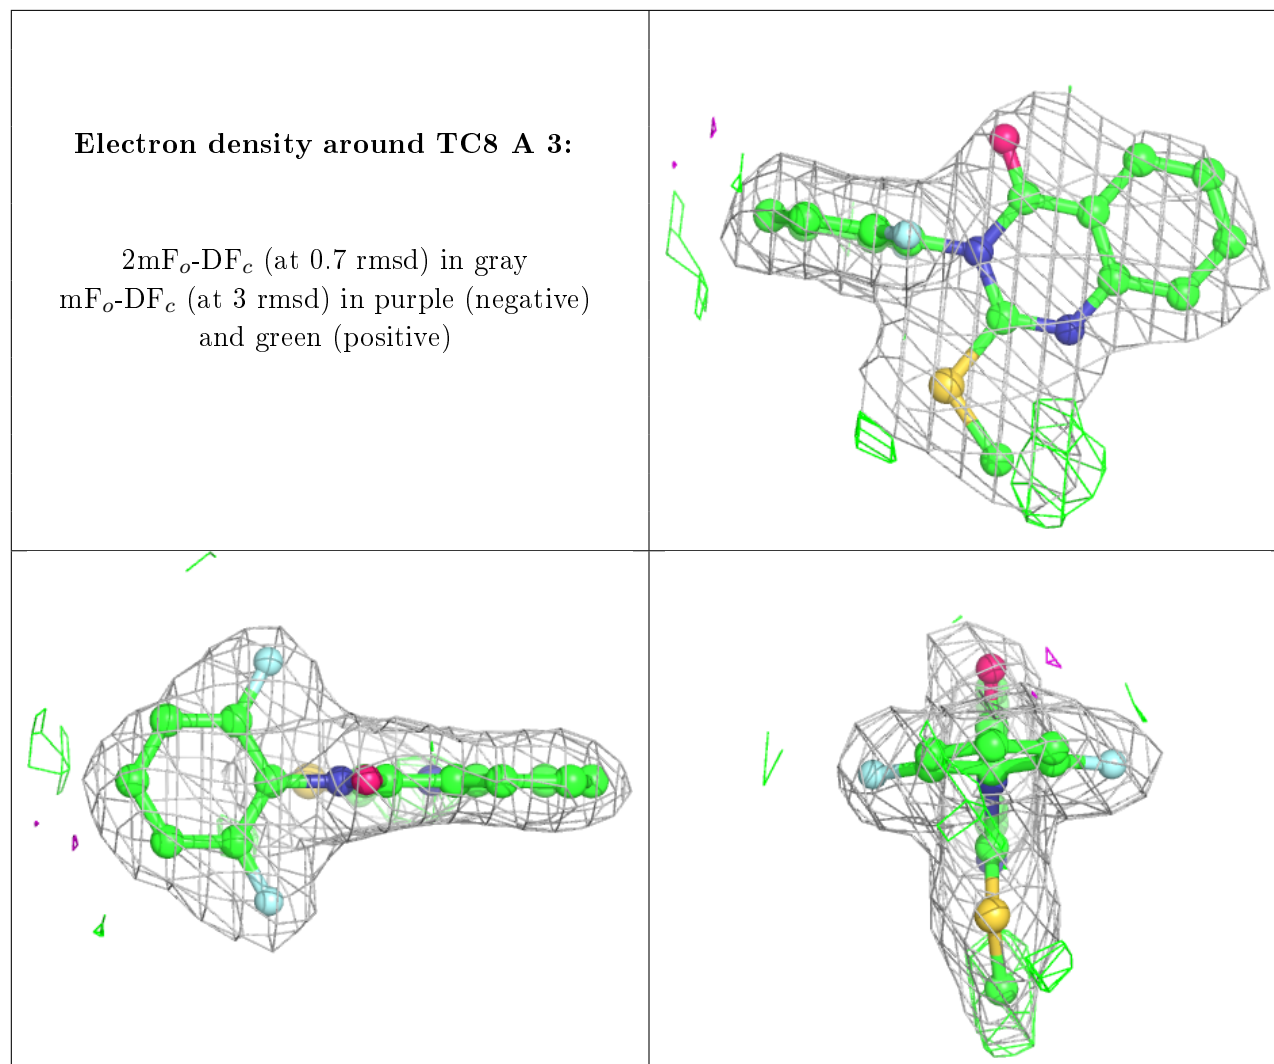 Electron density around TC8 A 3:
2mFo-DFc (at 0.7 rmsd) in gray
mFo-DFc (at 3 rmsd) in purple (negative)
and green (positive)